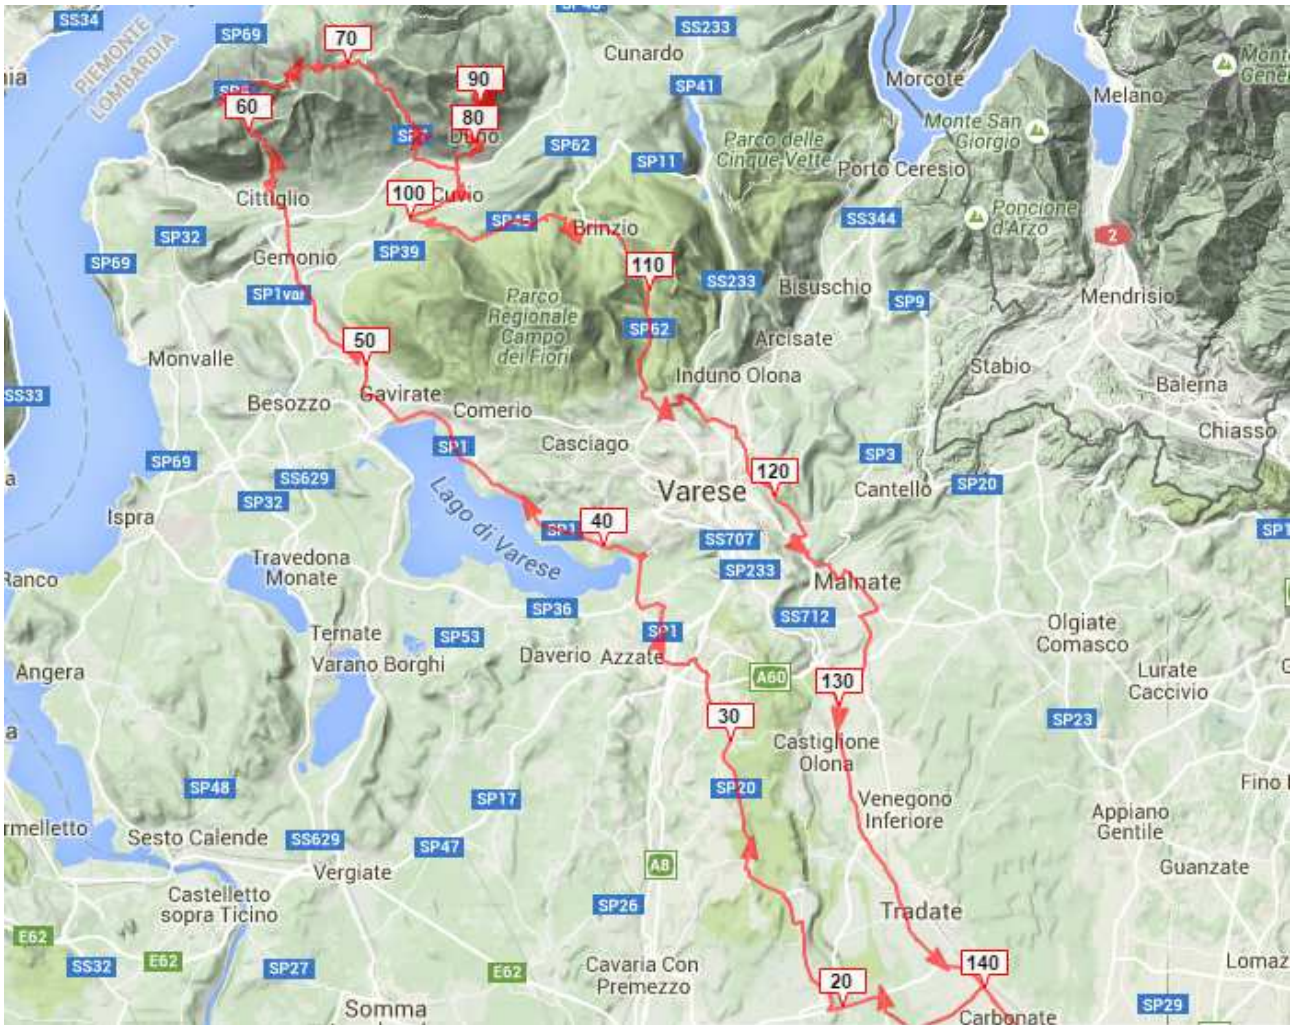 SS34
SP69
70
SP43
SS233
Cunardo
SP41
Morcote
Melano
Monte
Gener
PIEMONTE
LOMBARDIA
90
60
80
Duno
SP62
SP11
Parco delle
Cinque Vette
Monte San
Giorgio
Porto Ceresio
Cittiglio
100
Cuvio
SP45
Brinzio
SS344
Poncione
d'Arzo
2
SP32
SP69
Gemonio
SP39
110
SS233
Bisuschio
SP9
Mendrisio
SP1var
Parco
Regionale
Campo
dei Fiori
SP62
Arcisate
Monvalle
50
Stabio
Induno Olona
Balerna
SS33
Besozzo
Gavirate
Comerio
Casciago
Chiasso
SP1
SP69
SS629
SP32
SP3
120
Cantello
SP20
Varese
Ispra
Lago di Varese
SP1
40
SS707
SP233
Travedona
Monate
Malnate
Ranco
SP36
SS712
Ternate
SP53
SP1
Olgiate
Comasco
Varano Borghi
Daverio
Azzate
A60
130
Angera
Lurate
Caccivio
30
SP23
Castiglione
Olona
SP48
SP17
SP20
Venegono
Inferiore
Fino
Appiano
Gentile
Sesto Calende
SS629
SP47
A8
Vergiate
Guanzate
Castelletto
sopra Ticino
SP26
Tradate
E62
E62
SS32
SP27
E62
Cavaria Con
Premezzo
20
140
Lomaz
SP29
Somma
Carbonate